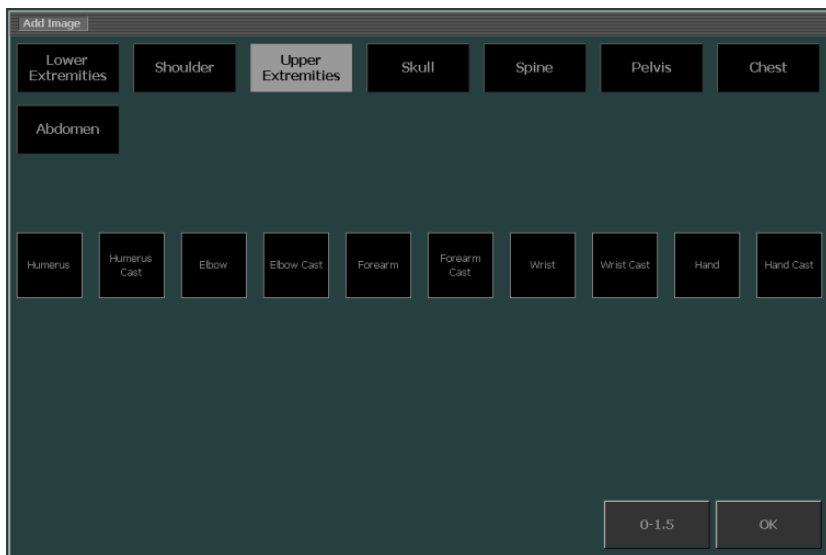 Add Image
Lower
Extremities
Shoulder
Upper
Extremities
Skull
Spine
Pelvis
Chest
Abdomen
Humerus
Humerus
Cast
Elbow
Elbow Cast
Forearm
Forearm
Cast
Wrist
Wrist Cast
Hand
Hand Cast
0-1.5
OK